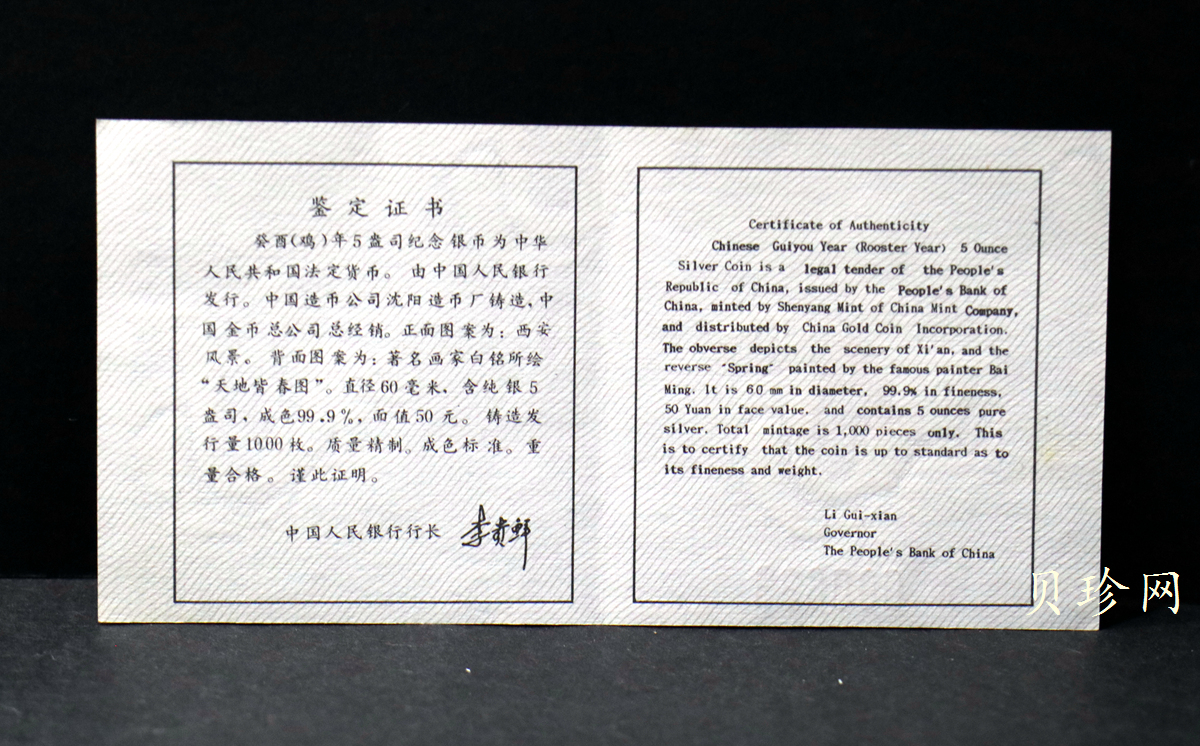 鉴定证书
癸酉(鸡)年5盎司纪念银币为中华
人民共和国法定货币。由中国人民银行
发行。中国造币公司沈阳造币厂铸造,中
国金币总公司总经销。正面图案为:西安
风景。背面图案为:著名画家白铭所绘
“天地皆春图”。直径60毫米,含纯银5
盎司,成色99.9%,面值50元。铸造发
行量1000枚。质量精制。成色标准。重
量合格。谨此证明。
中国人民银行行长 李贵鲜
Certificate of Authenticity
Chinese Guiyou Year (Rooster Year) 5 Ounce
Silver Coin is a legal tender of the People's
Republic of China, issued by the People's Bank of
China, minted by Shenyang Mint of China Mint Company,
and distributed by China Gold Coin Incorporation.
The obverse depicts the scenery of Xi'an, and the
reverse "Spring" painted by the famous painter Bai
Ming. It is 60 mm in diameter, 99.9% in fineness,
50 Yuan in face value, and contains 5 ounces pure
silver. Total mintage is 1,000 pieces only. This
is to certify that the coin is up to standard as to
its fineness and weight.
Li Gui-xian
Governor
The People's Bank of China
贝珍网